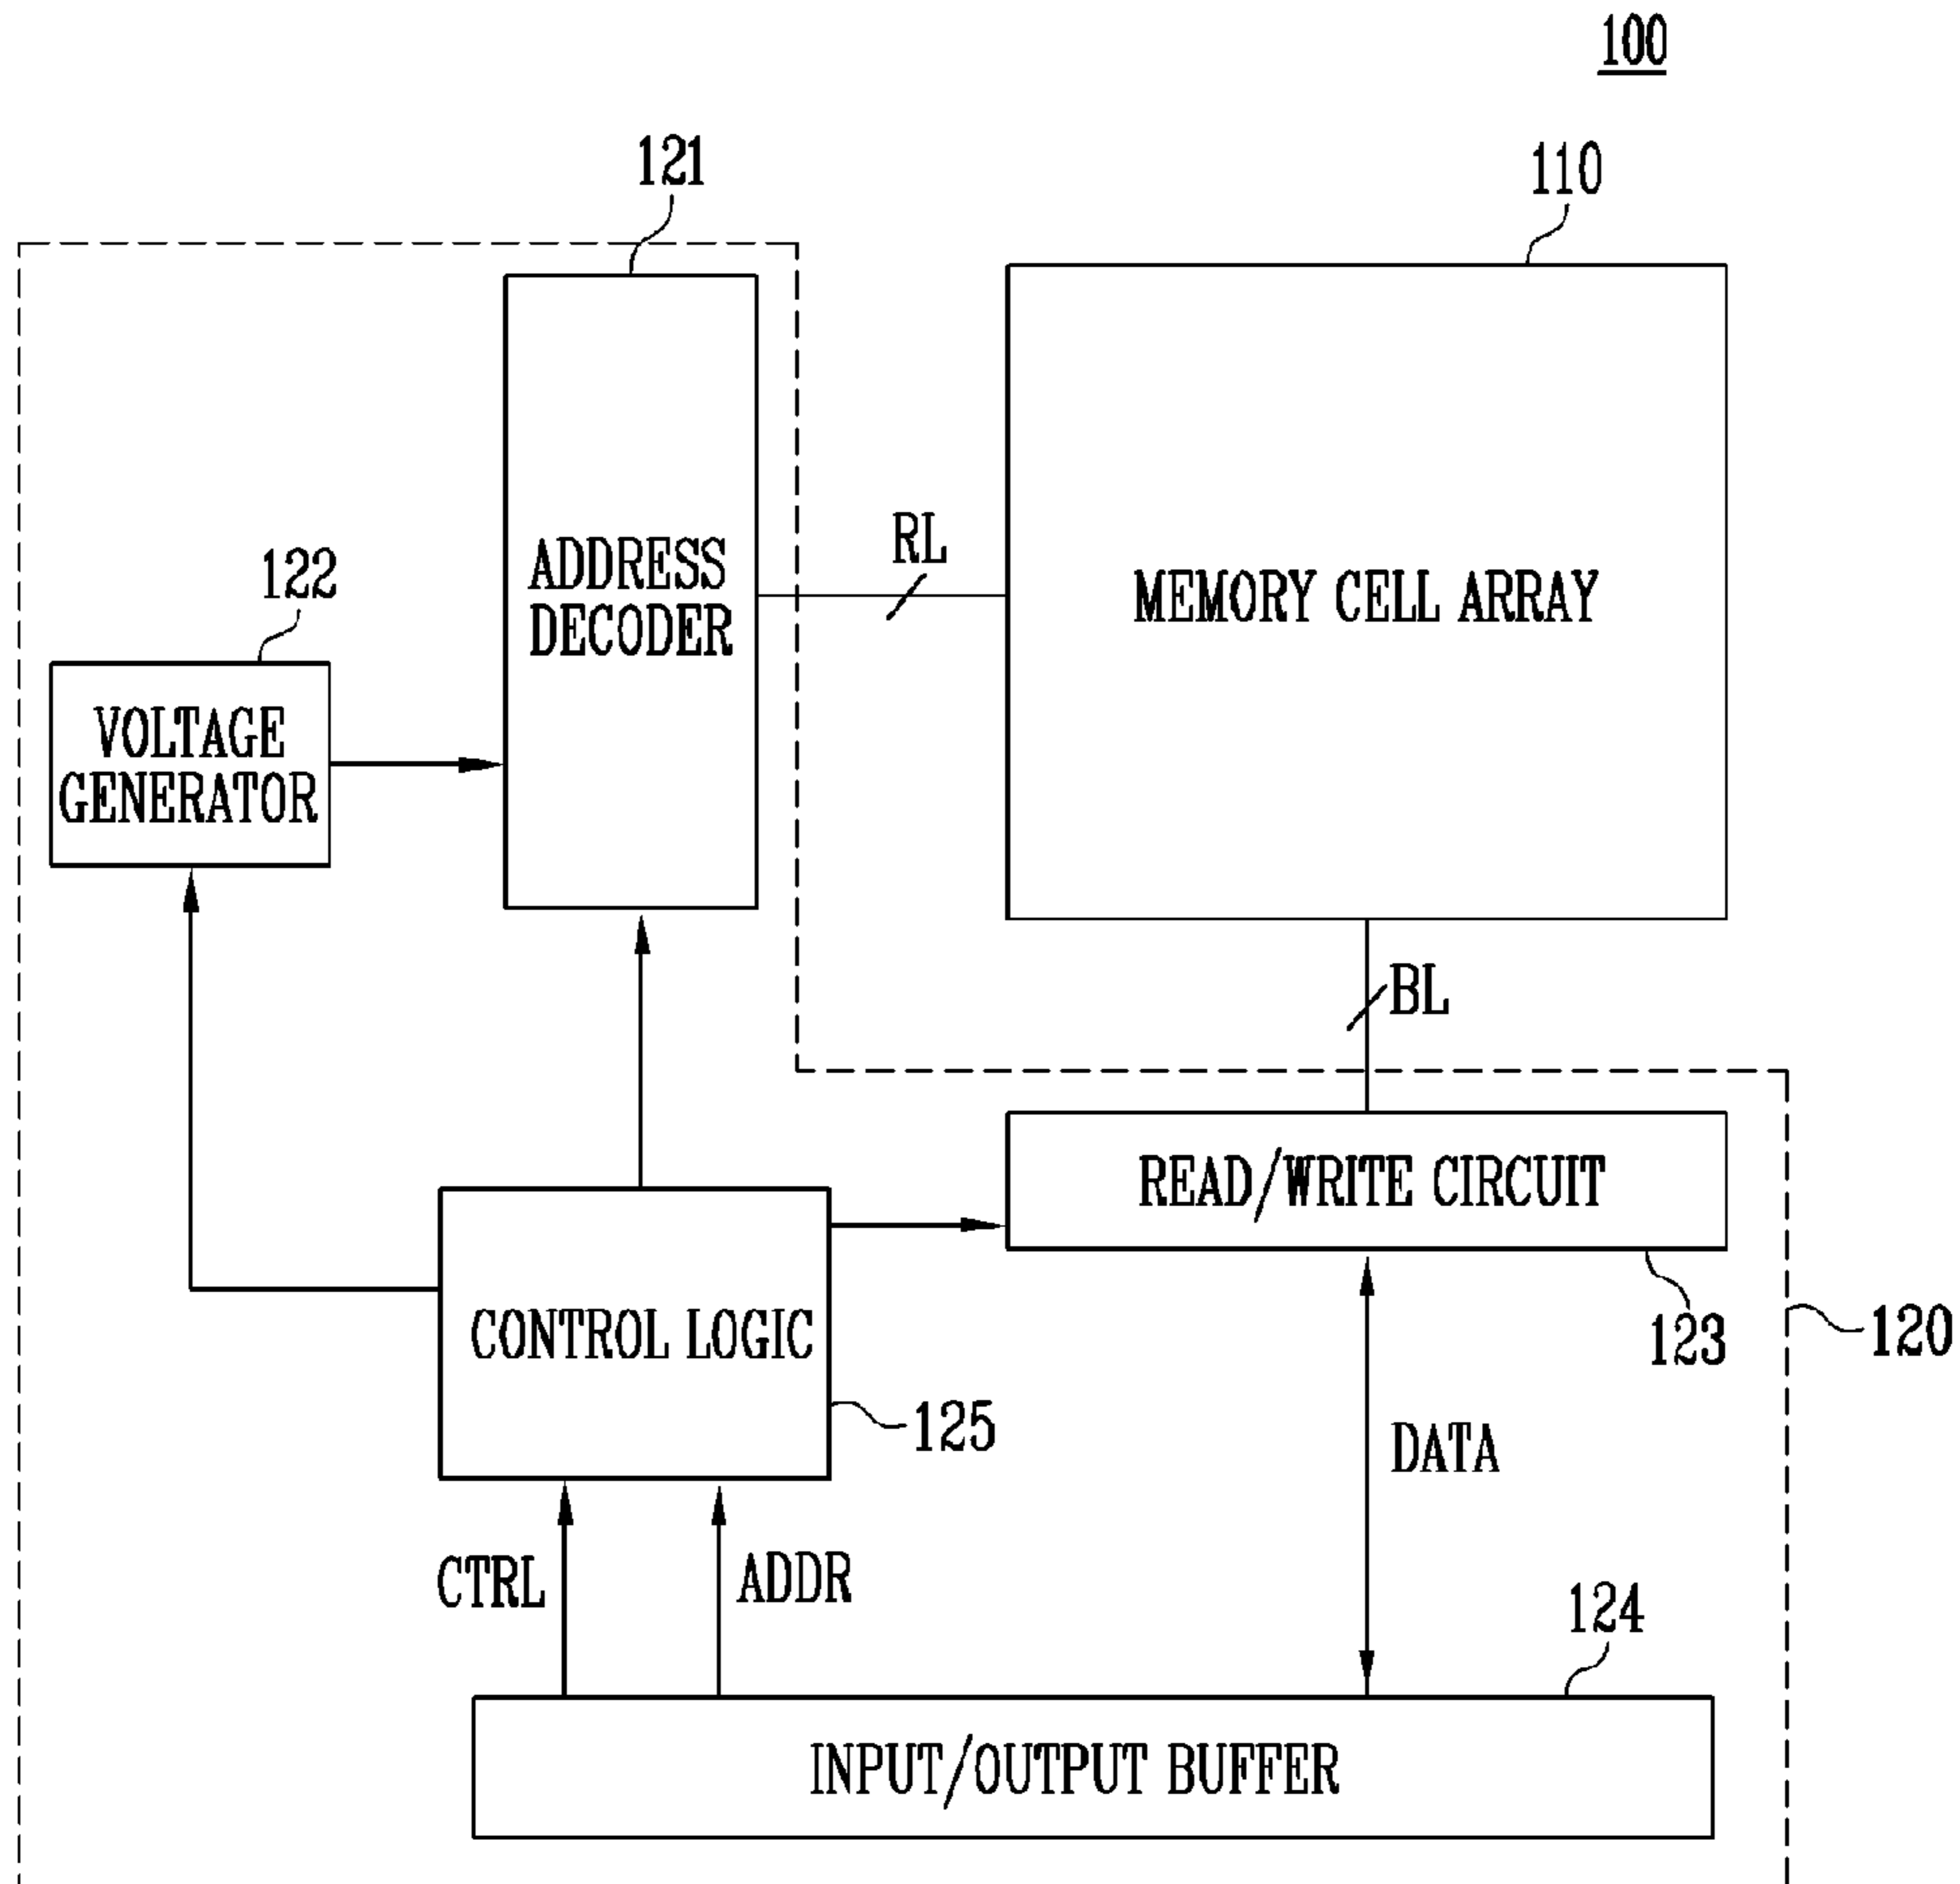 100
121
110
ADDRESS
DECODER
RL
MEMORY CELL ARRAY
122
VOLTAGE
GENERATOR
BL
READ/WRITE CIRCUIT
CONTROL LOGIC
123
120
125
DATA
CTRL
ADDR
124
INPUT/OUTPUT BUFFER